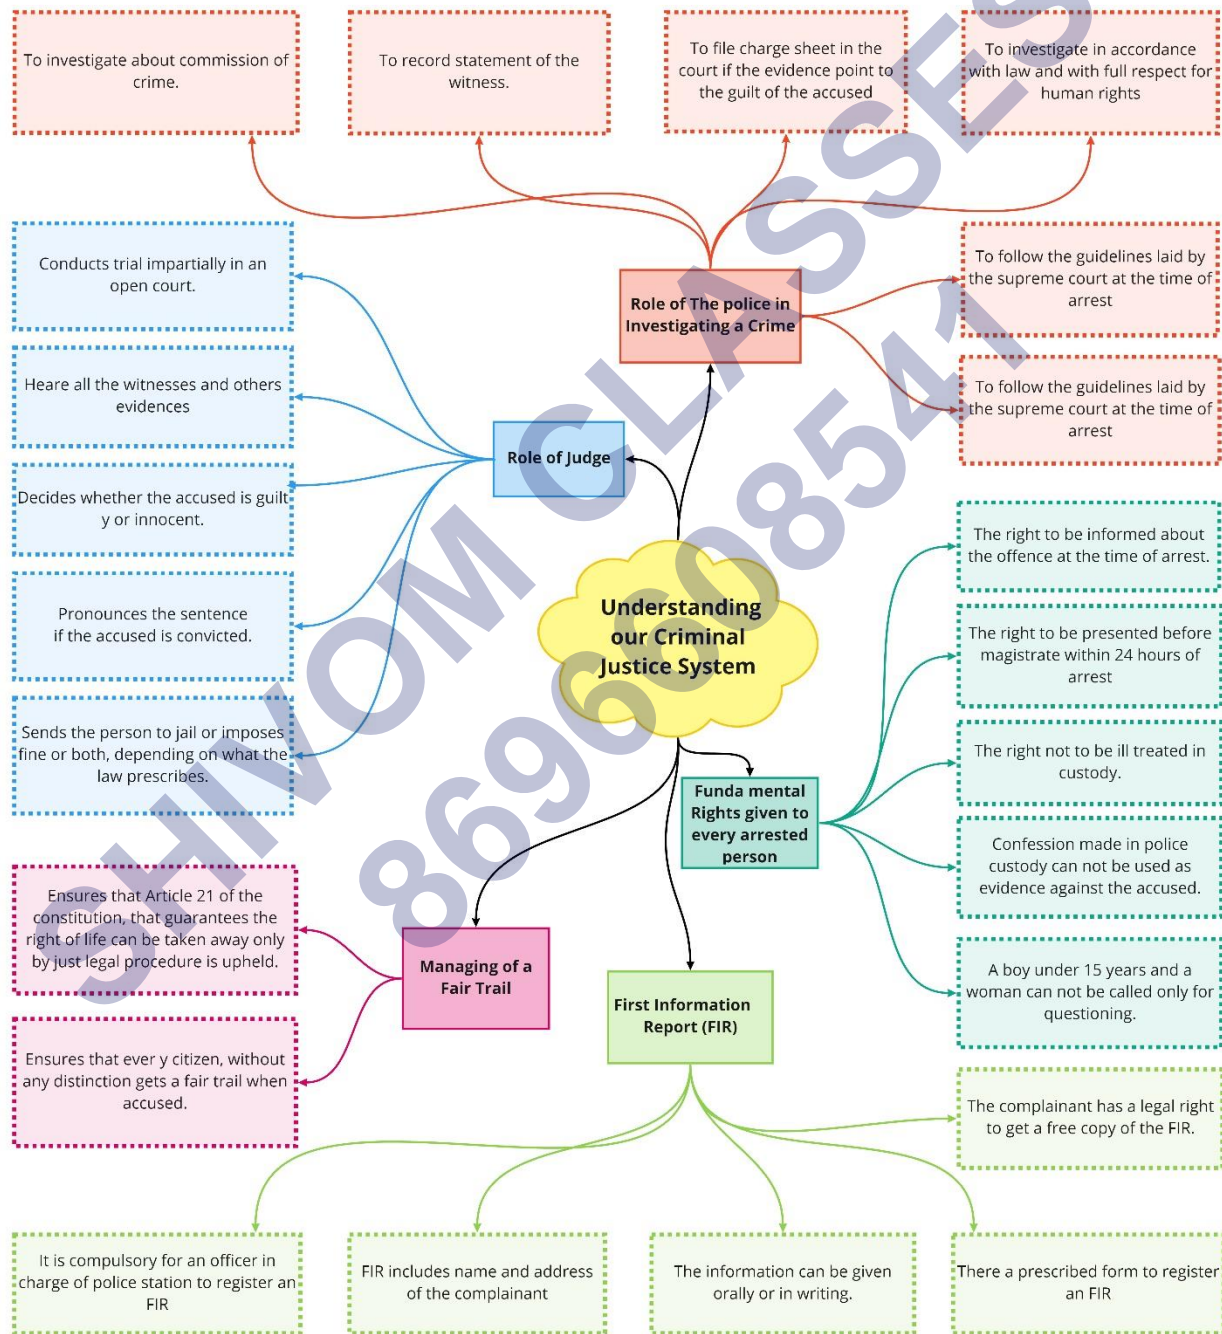 To investigate about commission of
crime.
To record statement of the
witness.
To file charge sheet in the
court if the evidence point to
the guilt of the accused
To investigate in accordance
with law and with full respect for
human rights
Role of The police in
Investigating a Crime
To follow the guidelines laid by
the supreme court at the time of
arrest
To follow the guidelines laid by
the supreme court at the time of
arrest
Conducts trial impartially in an
open court.
Heare all the witnesses and others
evidences
Decides whether the accused is guilt
y or innocent.
Pronounces the sentence
if the accused is convicted.
Sends the person to jail or imposes
fine or both, depending on what the
law prescribes.
Role of Judge
Understanding
our Criminal
Justice System
The right to be informed about
the offence at the time of arrest.
The right to be presented before
magistrate within 24 hours of
arrest
The right not to be ill treated in
custody.
Confession made in police
custody can not be used as
evidence against the accused.
A boy under 15 years and a
woman can not be called only for
questioning.
Funda mental
Rights given to
every arrested
person
Ensures that Article 21 of the
constitution, that guarantees the
right of life can be taken away only
by just legal procedure is upheld.
Ensures that ever y citizen, without
any distinction gets a fair trail when
accused.
Managing of a
Fair Trail
First Information
Report (FIR)
The complainant has a legal right
to get a free copy of the FIR.
It is compulsory for an officer in
charge of police station to register an
FIR
FIR includes name and address
of the complainant
The information can be given
orally or in writing.
There a prescribed form to register
an FIR
SHIVOM CLASSES
8696608541